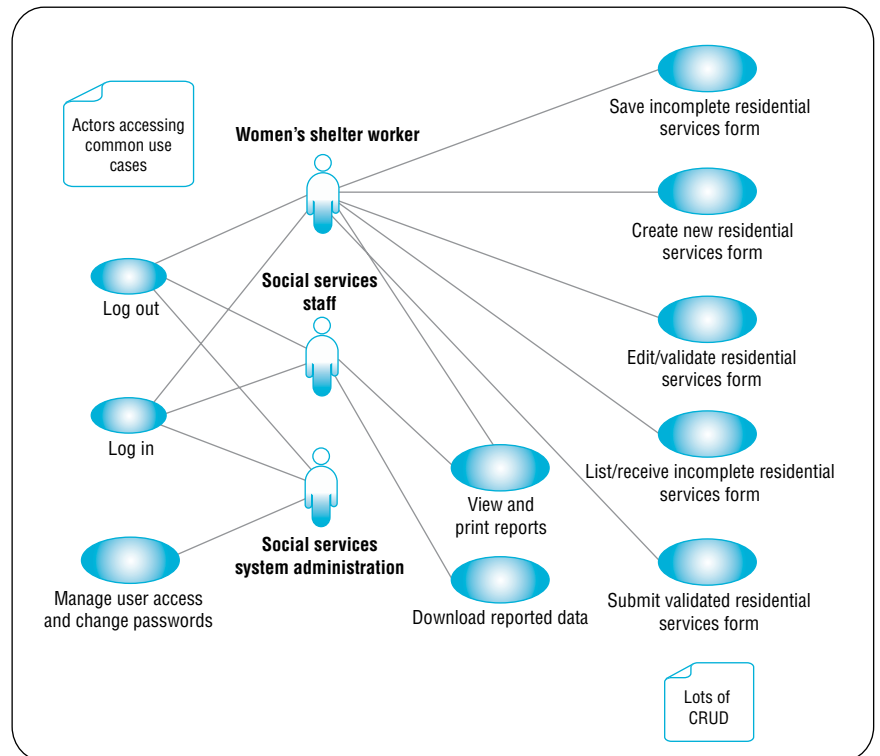 Actors accessing
common use
cases
Women's shelter worker
Save incomplete residential
services form
Create new residential
services form
Log out
Social services
staff
Edit/validate residential
services form
Log in
List/receive incomplete residential
services form
View and
print reports
Social services
system administration
Manage user access
and change passwords
Download reported data
Submit validated residential
services form
Lots of
CRUD